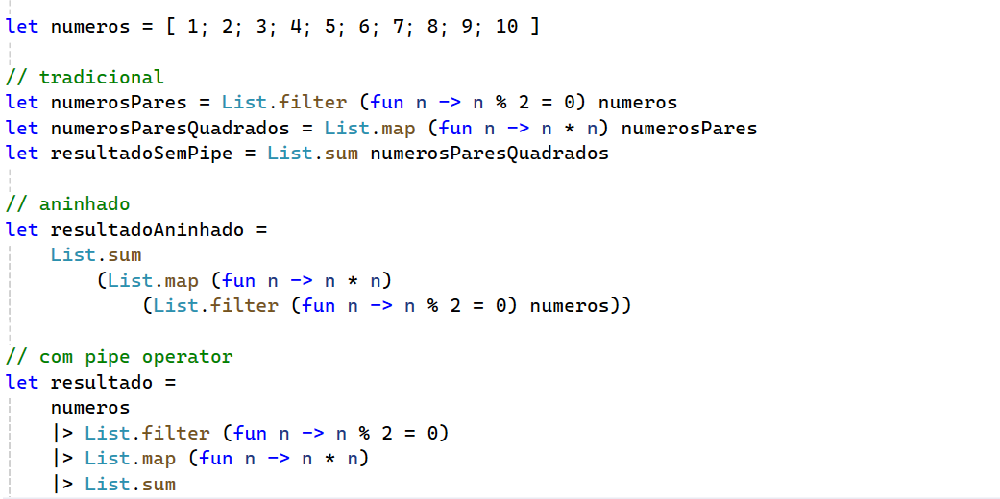 let numeros = [ 1; 2; 3; 4; 5; 6; 7; 8; 9; 10 ]
// tradicional
let numerosPares = List.filter (fun n -> n % 2 = 0) numeros
let numerosParesQuadrados = List.map (fun n -> n * n) numerosPares
let resultadoSemPipe = List.sum numerosParesQuadrados
// aninhado
let resultadoAninhado =
    List.sum
        (List.map (fun n -> n * n)
            (List.filter (fun n -> n % 2 = 0) numeros))
// com pipe operator
let resultado =
    numeros
    |> List.filter (fun n -> n % 2 = 0)
    |> List.map (fun n -> n * n)
    |> List.sum